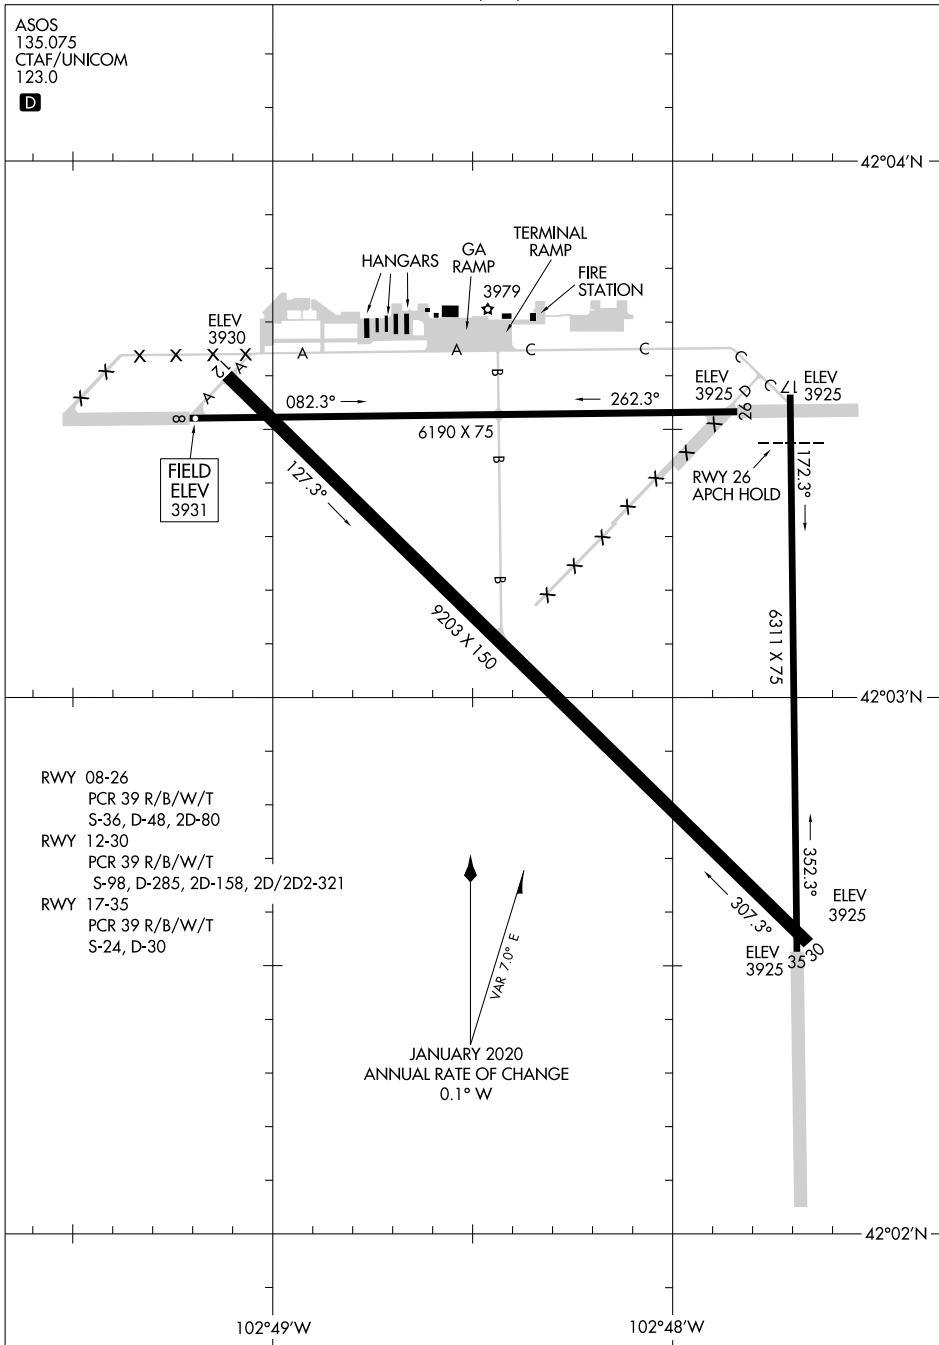 ASOS
135.075
CTAF/UNICOM
123.0
D
42°04'N
HANGARS
GA
RAMP
TERMINAL
RAMP
3979
FIRE
STATION
ELEV
3930
X X X X
X X
A
A
C
C
C
C
D
B
B
B
A
A
12
ELEV
3925
17
ELEV
3925
26
8
082.3°
262.3°
6190 X 75
FIELD
ELEV
3931
127.3°
RWY 26
APCH HOLD
172.3°
X X X X X X X
9203 X 150
6311 X 75
42°03'N
RWY 08-26
PCR 39 R/B/W/T
S-36, D-48, 2D-80
RWY 12-30
PCR 39 R/B/W/T
S-98, D-285, 2D-158, 2D/2D2-321
RWY 17-35
PCR 39 R/B/W/T
S-24, D-30
352.3°
307.3°
ELEV
3925
ELEV
3925
35
30
VAR 7.0° E
JANUARY 2020
ANNUAL RATE OF CHANGE
0.1° W
42°02'N
102°49'W
102°48'W